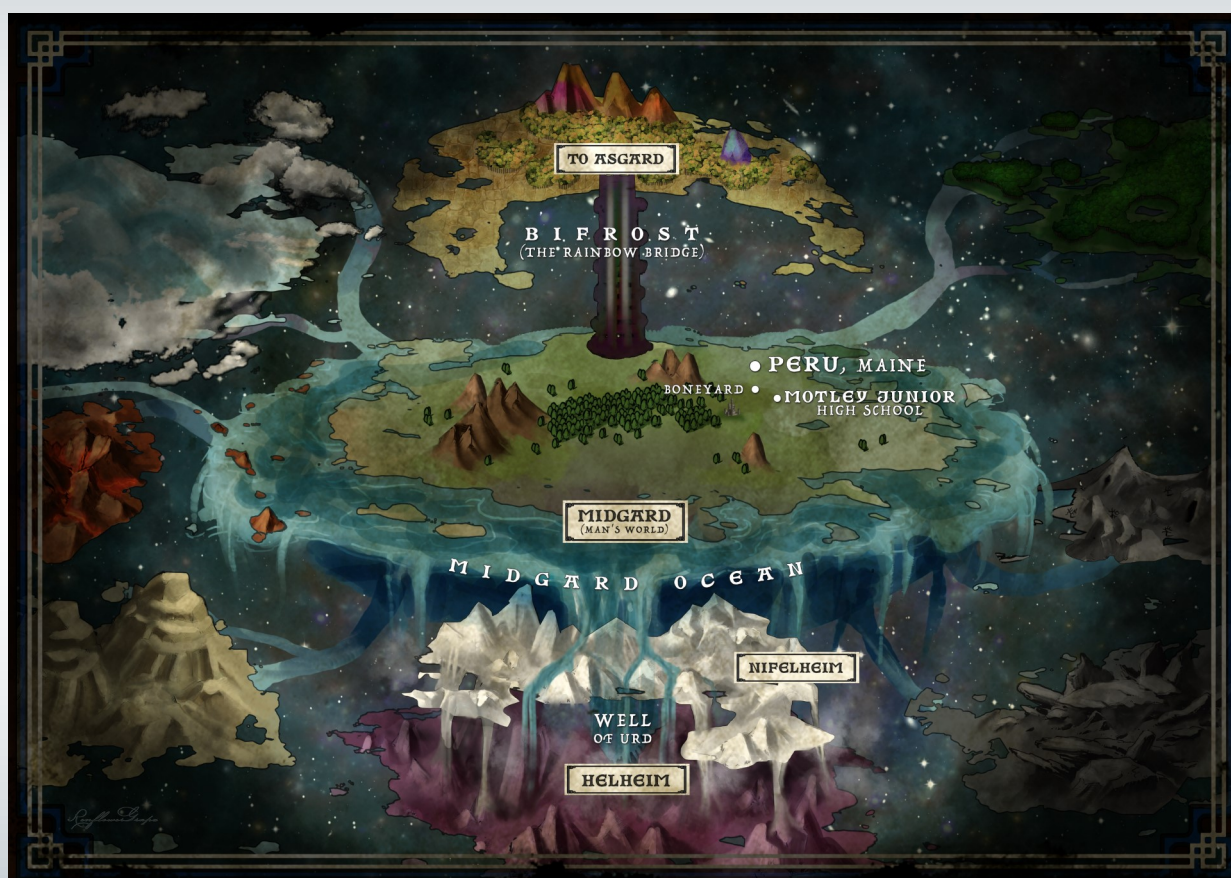 TO ASGARD
BIFROST
(THE RAINBOW BRIDGE)
PERU, MAINE
BONEYARD
MOTLEY JUNIOR
HIGH SCHOOL
MIDGARD
(MAN'S WORLD)
MIDGARD OCEAN
NIFELHEIM
WELL
OF URD
HELHEIM